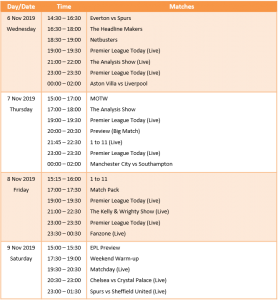 Day/Date Time Matches
6 Nov 2019 14:30 – 16:30 Everton vs Spurs
Wednesday 16:30 – 18:00 The Headline Makers
18:30 – 19:00 Netbusters
19:00 – 19:30 Premier League Today (Live)
21:00 – 22:00 The Analysis Show (Live)
23:00 – 23:30 Premier League Today (Live)
00:00 – 02:00 Aston Villa vs Liverpool
7 Nov 2019 15:00 – 17:00 MOTW
Thursday 17:00 – 18:00 The Analysis Show
19:00 – 19:30 Premier League Today (Live)
20:00 – 20:30 Preview (Big Match)
21:45 – 22:30 1 to 11 (Live)
23:00 – 23:30 Premier League Today (Live)
00:00 – 02:00 Manchester City vs Southampton
8 Nov 2019 15:15 – 16:00 1 to 11
Friday 17:00 – 17:30 Match Pack
19:00 – 19:30 Premier League Today (Live)
21:00 – 22:30 The Kelly & Wrighty Show (Live)
23:00 – 23:00 Premier League Today (Live)
23:30 – 00:30 Fanzone (Live)
9 Nov 2019 15:00 – 15:30 EPL Preview
Saturday 17:30 – 19:00 Weekend Warm-up
19:30 – 20:30 Matchday (Live)
20:30 – 23:00 Chelsea vs Crystal Palace (Live)
23:00 – 01:30 Spurs vs Sheffield United (Live)